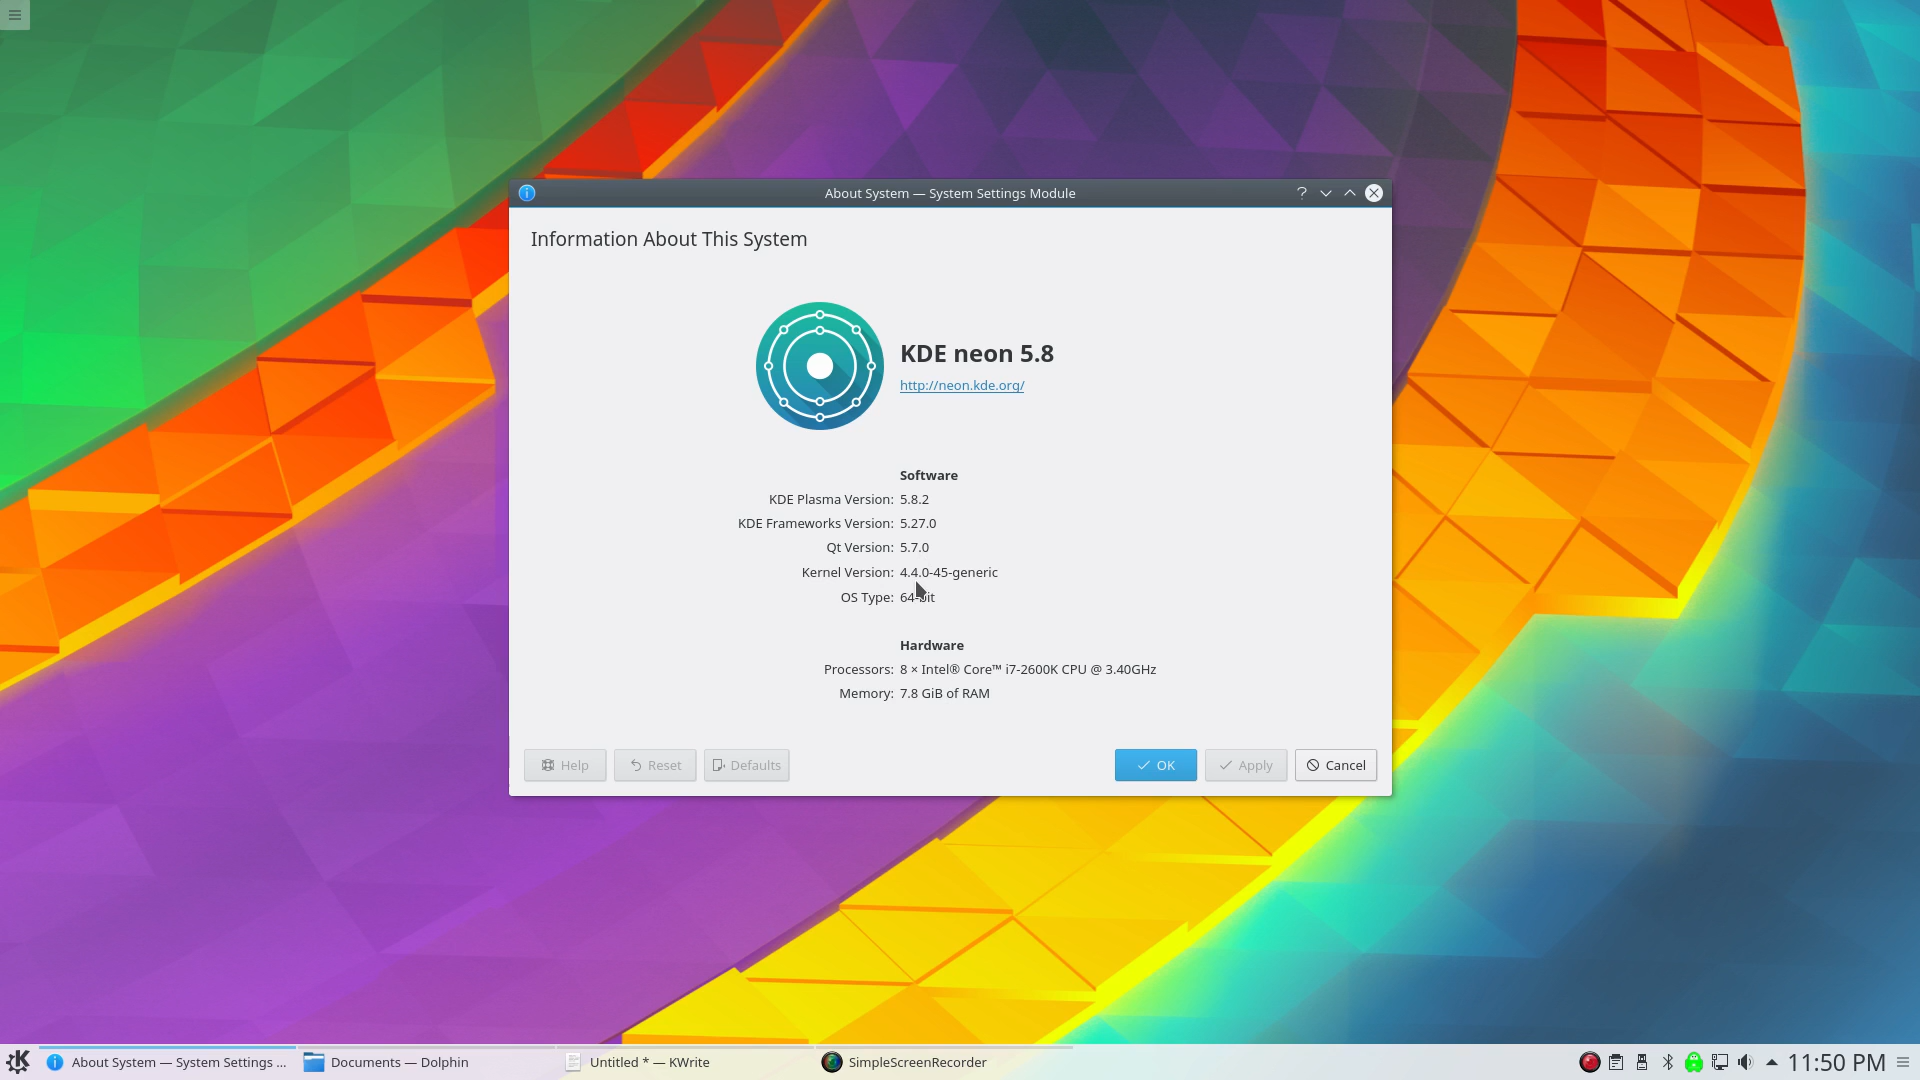 About System — System Settings Module
Information About This System
KDE neon 5.8
http://neon.kde.org/
Software
KDE Plasma Version: 5.8.2
KDE Frameworks Version: 5.27.0
Qt Version: 5.7.0
Kernel Version: 4.4.0-45-generic
OS Type: 64-bit
Hardware
Processors: 8 × Intel® Core™ i7-2600K CPU @ 3.40GHz
Memory: 7.8 GiB of RAM
Help Reset Defaults OK Apply Cancel
About System — System Settings ... Documents — Dolphin Untitled * — KWrite SimpleScreenRecorder 11:50 PM